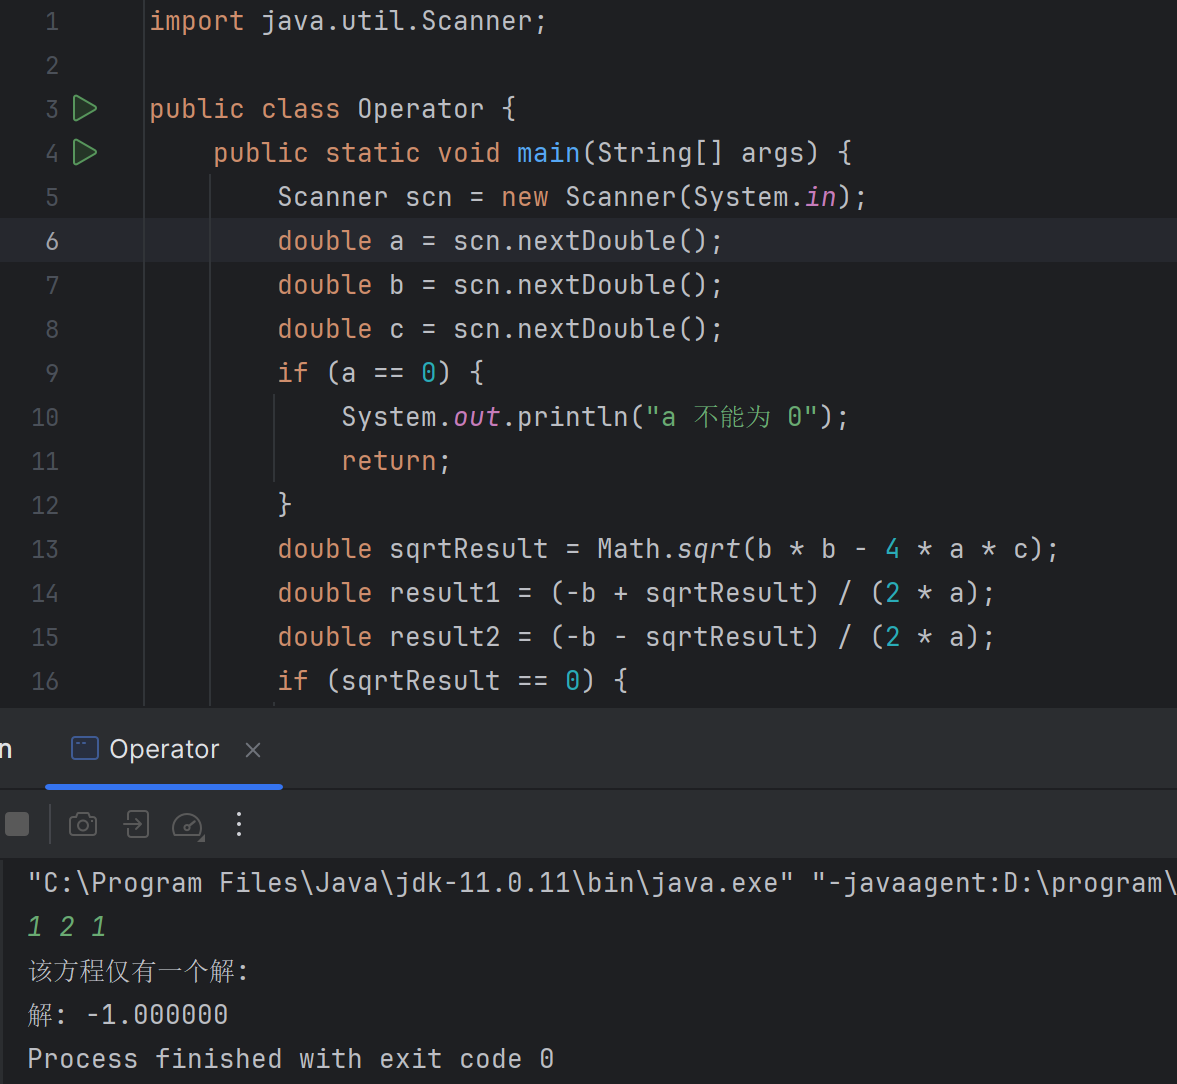 1 import java.util.Scanner;
2
3 public class Operator {
4 public static void main(String[] args) {
5 Scanner scn = new Scanner(System.in);
6 double a = scn.nextDouble();
7 double b = scn.nextDouble();
8 double c = scn.nextDouble();
9 if (a == 0) {
10 System.out.println("a 不能为 0");
11 return;
12 }
13 double sqrtResult = Math.sqrt(b * b - 4 * a * c);
14 double result1 = (-b + sqrtResult) / (2 * a);
15 double result2 = (-b - sqrtResult) / (2 * a);
16 if (sqrtResult == 0) {
n Operator
"C:\Program Files\Java\jdk-11.0.11\bin\java.exe" "-javaagent:D:\program\
1 2 1
该方程仅有一个解:
解: -1.000000
Process finished with exit code 0